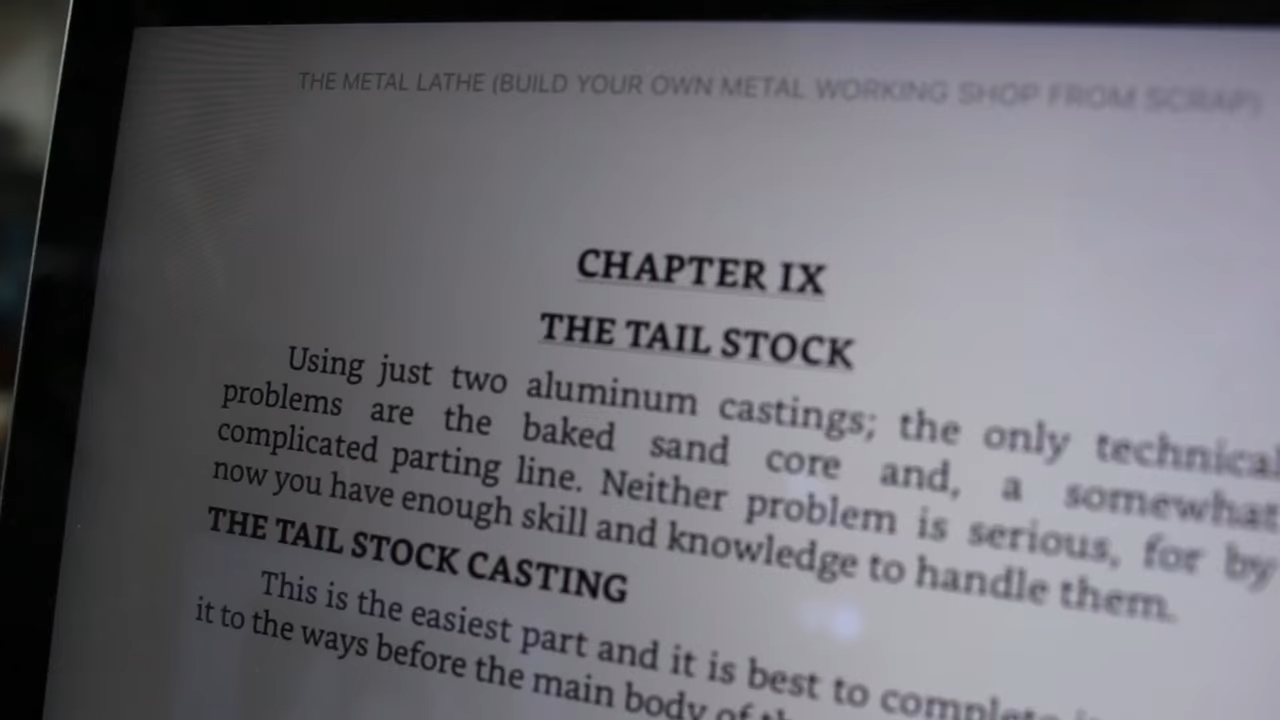 THE METAL LATHE (BUILD YOUR OWN METAL WORKING SHOP FROM SCRAP)
CHAPTER IX
THE TAIL STOCK
Using just two aluminum castings; the only technical
problems are the baked sand core and, a somewhat
complicated parting line. Neither problem is serious, for by
now you have enough skill and knowledge to handle them.
THE TAIL STOCK CASTING
This is the easiest part and it is best to complete
it to the ways before the main body of